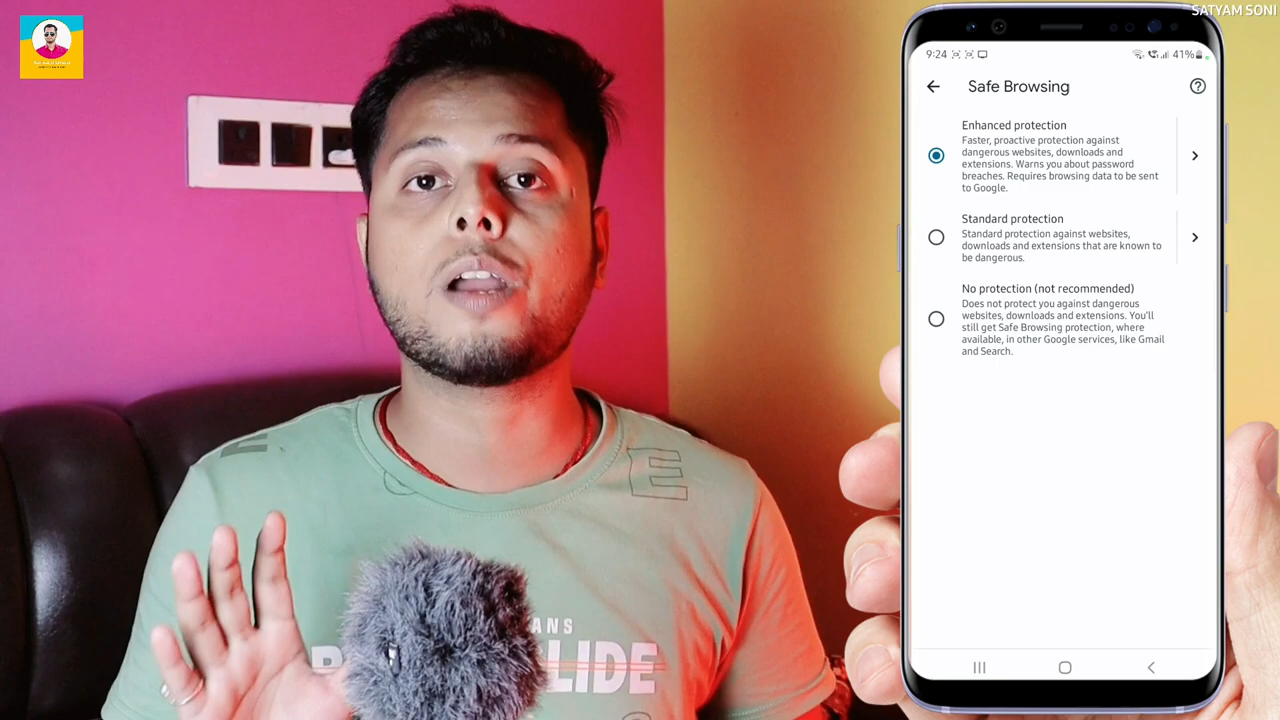 SATYAM SONI
9:24
41%
Safe Browsing
Enhanced protection
Faster, proactive protection against
dangerous websites, downloads and
extensions. Warns you about password
breaches. Requires browsing data to be sent
to Google.
Standard protection
Standard protection against websites,
downloads and extensions that are known to
be dangerous.
No protection (not recommended)
Does not protect you against dangerous
websites, downloads and extensions. You'll
still get Safe Browsing protection, where
available, in other Google services, like Gmail
and Search.
E
ANS
LIDE